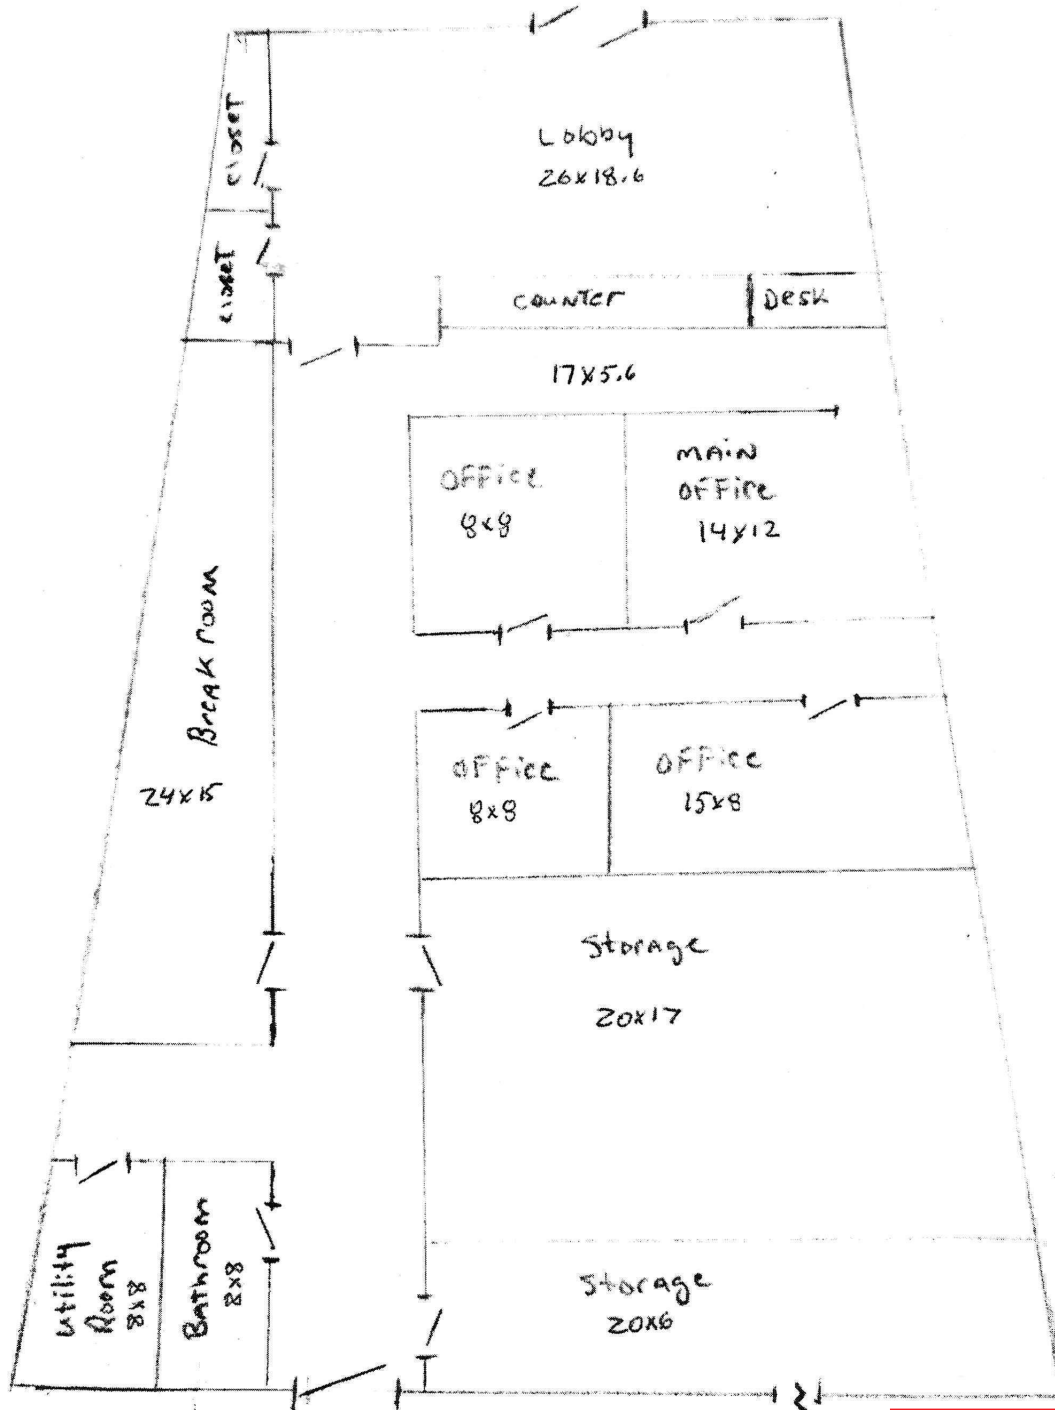 Lobby
26x18.6
closet
closet
COUNTER
Desk
17x5.6
OFFice
8x8
MAiN
OFFice
14x12
Break room
24x15
OFFice
8x8
OFFice
15x8
Storage
20x17
utility
Room
8x8
Bathroom
8x8
Storage
20x6